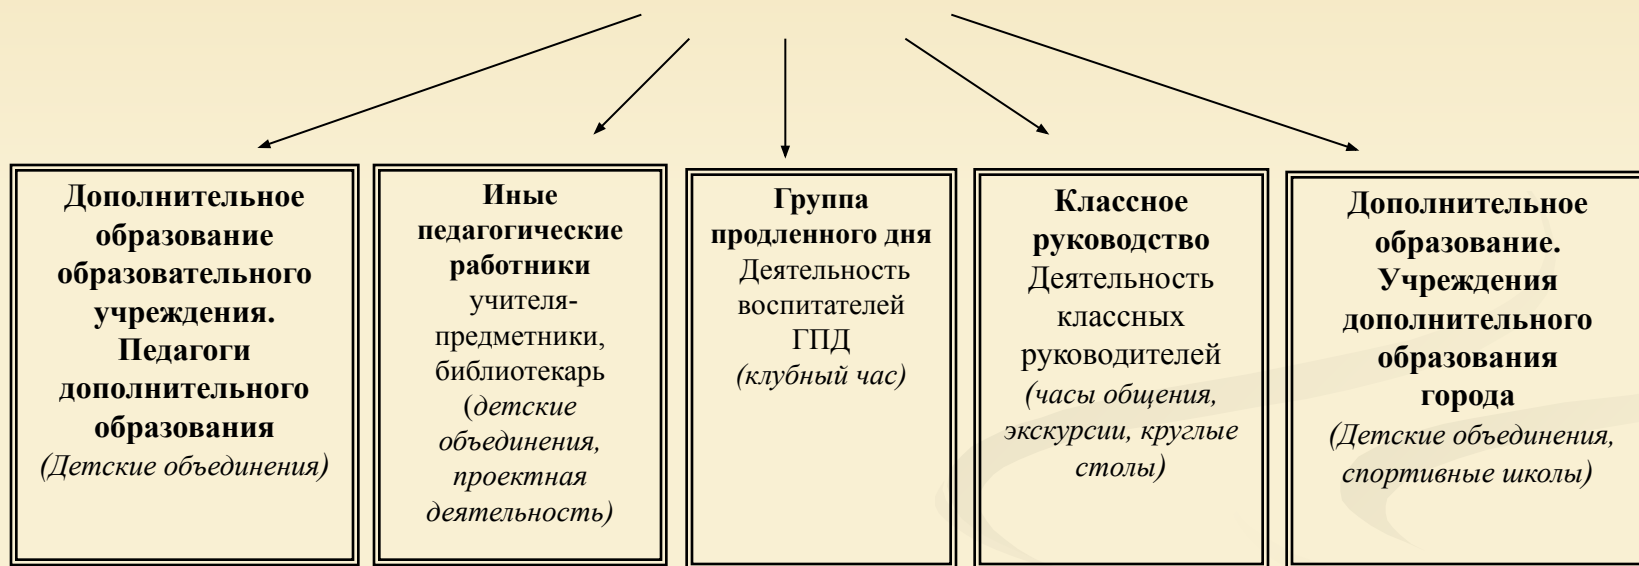 Дополнительное
образование
образовательного
учреждения.
Педагоги
дополнительного
образования
(Детские объединения)
Иные
педагогические
работники
учителя-
предметники,
библиотекарь
(детские
объединения,
проектная
деятельность)
Группа
продленного дня
Деятельность
воспитателей
ГПД
(клубный час)
Классное
руководство
Деятельность
классных
руководителей
(часы общения,
экскурсии, круглые
столы)
Дополнительное
образование.
Учреждения
дополнительного
образования
города
(Детские объединения,
спортивные школы)